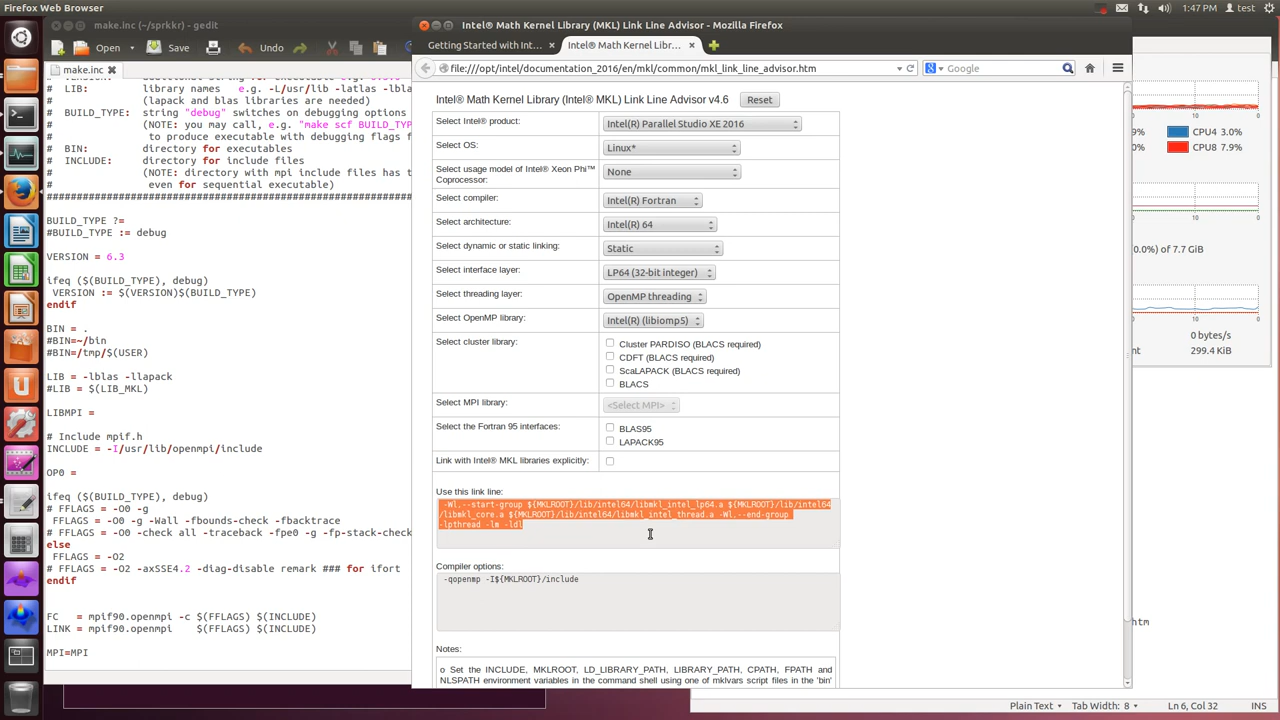 Firefox Web Browser
1:47 PM
test
make.inc (~/sprkkr) - gedit
Open
Save
Undo
make.inc
# LIB: library names e.g. -L/usr/lib -latlas -lbla
# (lapack and blas libraries are needed)
# BUILD_TYPE: string "debug" switches on debugging options
# (NOTE: you may call, e.g. "make scf BUILD_TYP
# to produce executable with debugging flags f
# BIN: directory for executables
# INCLUDE: directory for include files
# (NOTE: directory with mpi include files has t
# even for sequential executable)
BUILD_TYPE ?=
#BUILD_TYPE := debug
VERSION = 6.3
ifeq ($(BUILD_TYPE), debug)
VERSION := $(VERSION)$(BUILD_TYPE)
endif
BIN = .
#BIN=~/bin
#BIN=/tmp/$(USER)
LIB = -lblas -llapack
#LIB = $(LIB_MKL)
LIBMPI =
# Include mpif.h
INCLUDE = -I/usr/lib/openmpi/include
OP0 =
ifeq ($(BUILD_TYPE), debug)
# FFLAGS = -O0 -g
FFLAGS = -O0 -g -Wall -fbounds-check -fbacktrace
# FFLAGS = -O0 -check all -traceback -fpe0 -g -fp-stack-check
else
FFLAGS = -O2
# FFLAGS = -O2 -axSSE4.2 -diag-disable remark ### for ifort
endif
FC = mpif90.openmpi -c $(FFLAGS) $(INCLUDE)
LINK = mpif90.openmpi $(FFLAGS) $(INCLUDE)
MPI=MPI
Intel® Math Kernel Library (MKL) Link Line Advisor - Mozilla Firefox
Getting Started with Int...
Intel® Math Kernel Libr...
file:///opt/intel/documentation_2016/en/mkl/common/mkl_link_line_advisor.htm
Google
Intel® Math Kernel Library (Intel® MKL) Link Line Advisor v4.6
Reset
Select Intel® product: Intel(R) Parallel Studio XE 2016
Select OS: Linux*
Select usage model of Intel® Xeon Phi™
Coprocessor: None
Select compiler: Intel(R) Fortran
Select architecture: Intel(R) 64
Select dynamic or static linking: Static
Select interface layer: LP64 (32-bit integer)
Select threading layer: OpenMP threading
Select OpenMP library: Intel(R) (libiomp5)
Select cluster library: Cluster PARDISO (BLACS required)
CDFT (BLACS required)
ScaLAPACK (BLACS required)
BLACS
Select MPI library: <Select MPI>
Select the Fortran 95 interfaces: BLAS95
LAPACK95
Link with Intel® MKL libraries explicitly:
Use this link line:
-Wl,--start-group ${MKLROOT}/lib/intel64/libmkl_intel_lp64.a ${MKLROOT}/lib/intel64
/libmkl_core.a ${MKLROOT}/lib/intel64/libmkl_intel_thread.a -Wl,--end-group
-lpthread -lm -ldl
Compiler options:
-qopenmp -I${MKLROOT}/include
Notes:
o Set the INCLUDE, MKLROOT, LD_LIBRARY_PATH, LIBRARY_PATH, CPATH, FPATH and
NLSPATH environment variables in the command shell using one of mklvars script files in the 'bin'
0
9% CPU4 3.0%
% CPU8 7.9%
10 0
0.0%) of 7.7 GiB
10 0
0 bytes/s
nt 299.4 KiB
htm
Plain Text
Tab Width: 8
Ln 6, Col 32
INS